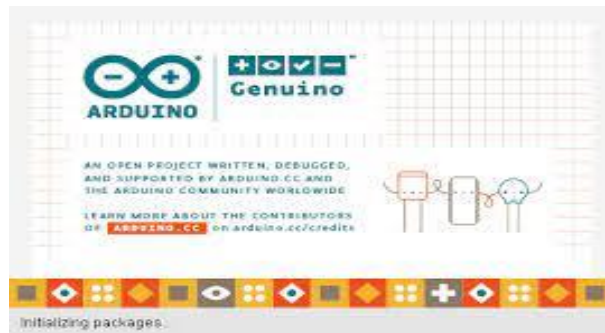 ARDUINO
Genuino
AN OPEN PROJECT WRITTEN, DEBUGGED,
AND SUPPORTED BY ARDUINO.CC AND
THE ARDUINO COMMUNITY WORLDWIDE
LEARN MORE ABOUT THE CONTRIBUTORS
OF ARDUINO.CC on arduino.cc/credits
Initializing packages.